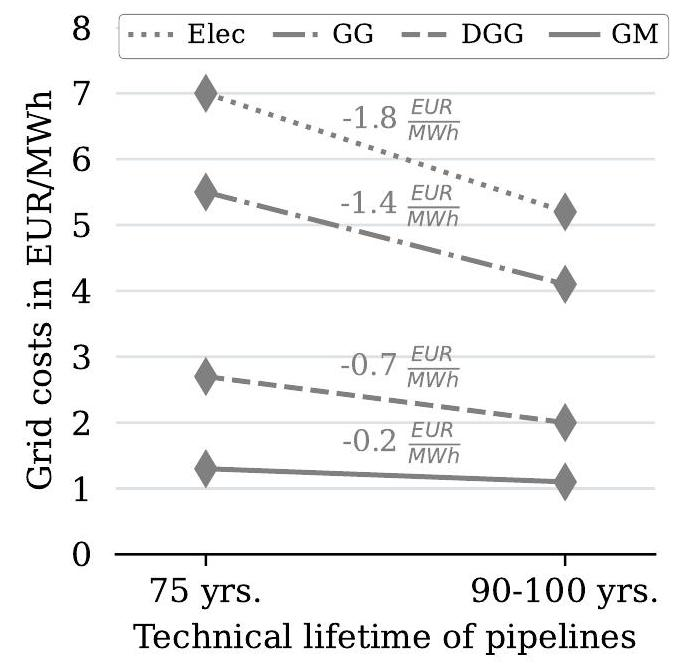 8
Elec GG DGG GM
7
-1.8 EUR/MWh
6
-1.4 EUR/MWh
5
4
3
-0.7 EUR/MWh
2
-0.2 EUR/MWh
1
0
Grid costs in EUR/MWh
75 yrs. 90-100 yrs.
Technical lifetime of pipelines